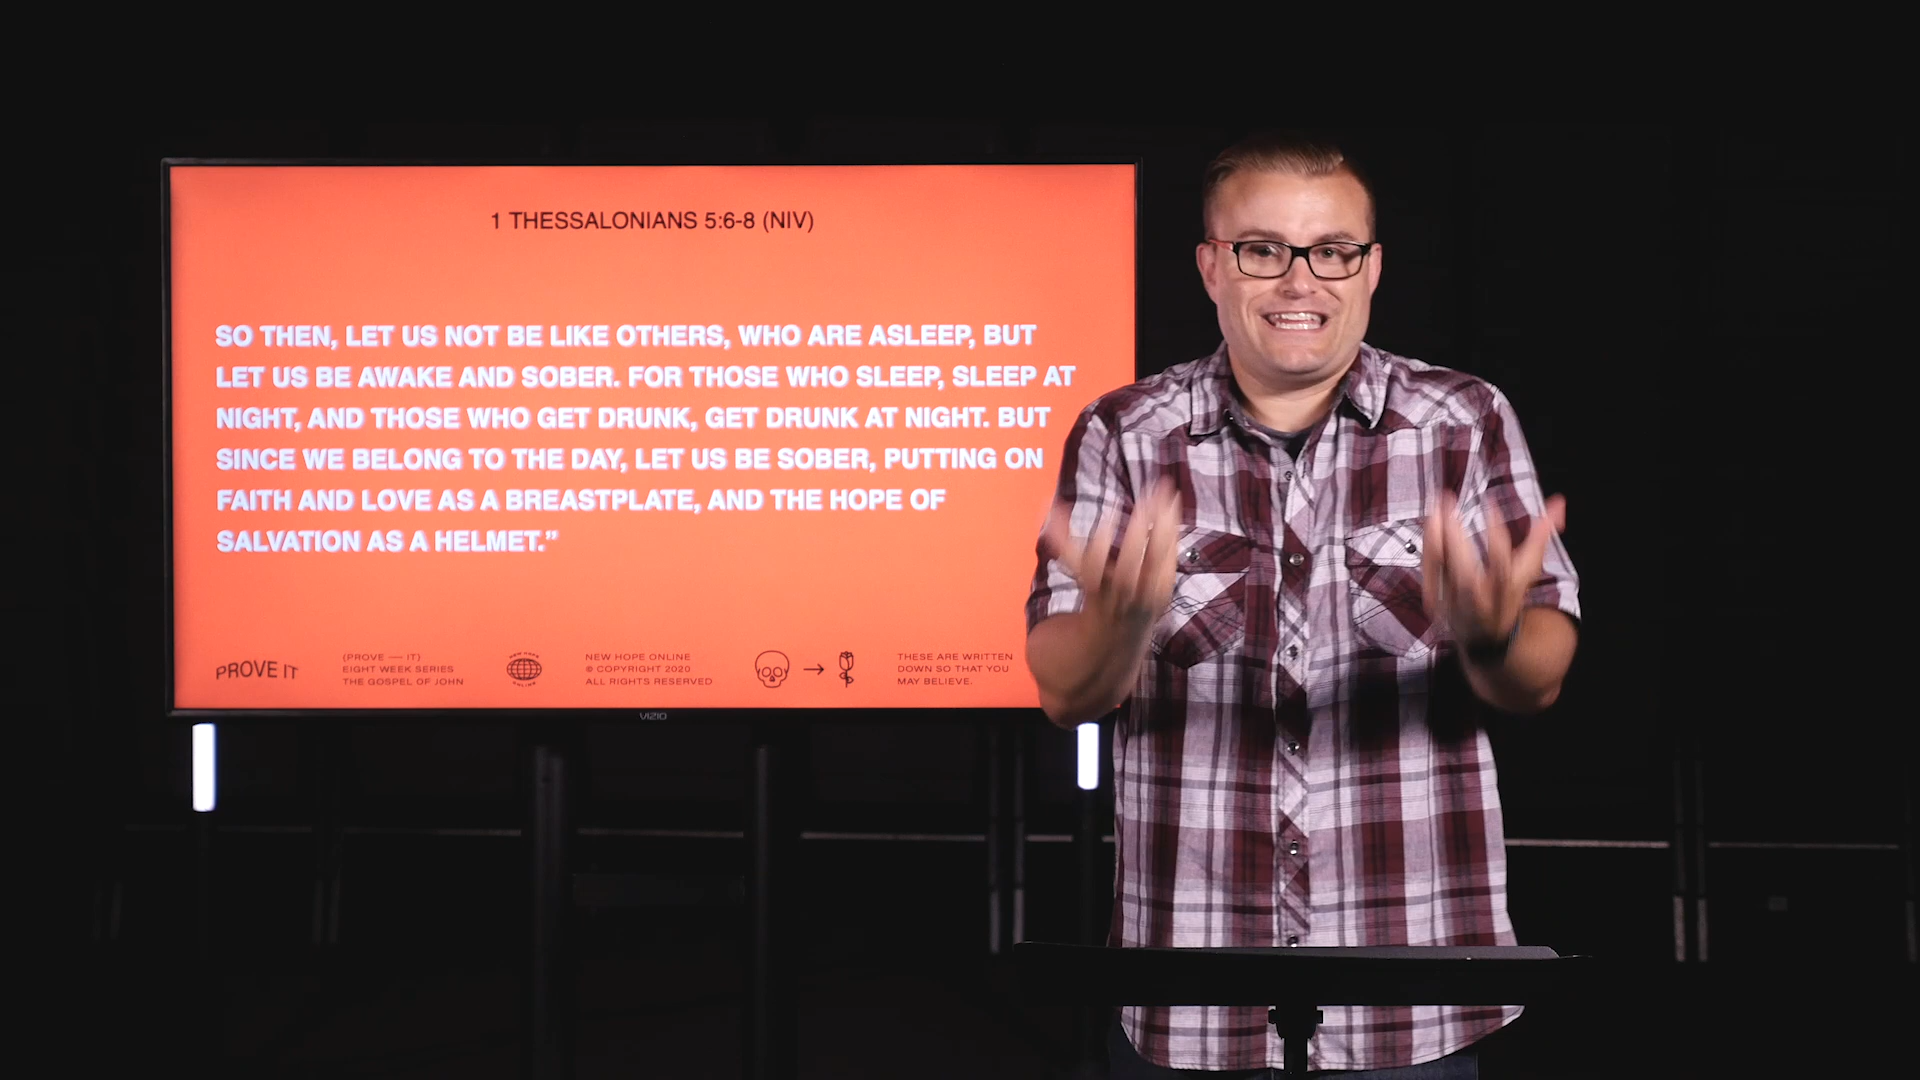 1 THESSALONIANS 5:6-8 (NIV)
SO THEN, LET US NOT BE LIKE OTHERS, WHO ARE ASLEEP, BUT
LET US BE AWAKE AND SOBER. FOR THOSE WHO SLEEP, SLEEP AT
NIGHT, AND THOSE WHO GET DRUNK, GET DRUNK AT NIGHT. BUT
SINCE WE BELONG TO THE DAY, LET US BE SOBER, PUTTING ON
FAITH AND LOVE AS A BREASTPLATE, AND THE HOPE OF
SALVATION AS A HELMET.”
PROVE IT
(PROVE — IT)
EIGHT WEEK SERIES
THE GOSPEL OF JOHN
NEW HOPE
ONLINE
NEW HOPE ONLINE
© COPYRIGHT 2020
ALL RIGHTS RESERVED
THESE ARE WRITTEN
DOWN SO THAT YOU
MAY BELIEVE.
VIZIO